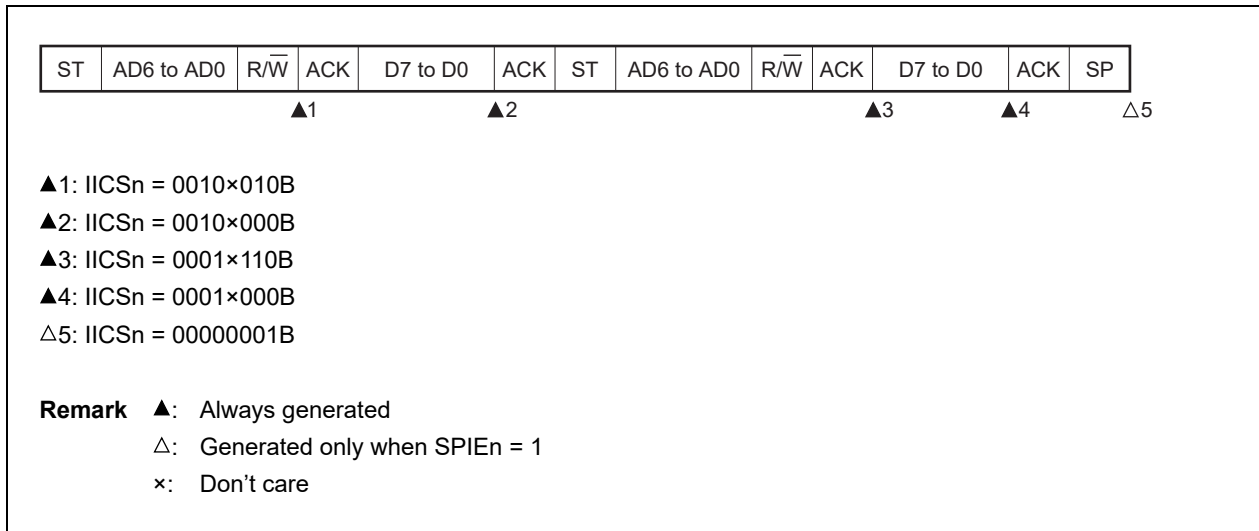 ST AD6 to AD0 R/W̅ ACK D7 to D0 ACK ST AD6 to AD0 R/W̅ ACK D7 to D0 ACK SP
▲1 ▲2 ▲3 ▲4 △5
▲1: IICSn = 0010×010B
▲2: IICSn = 0010×000B
▲3: IICSn = 0001×110B
▲4: IICSn = 0001×000B
△5: IICSn = 00000001B
Remark ▲: Always generated
△: Generated only when SPIEn = 1
×: Don't care